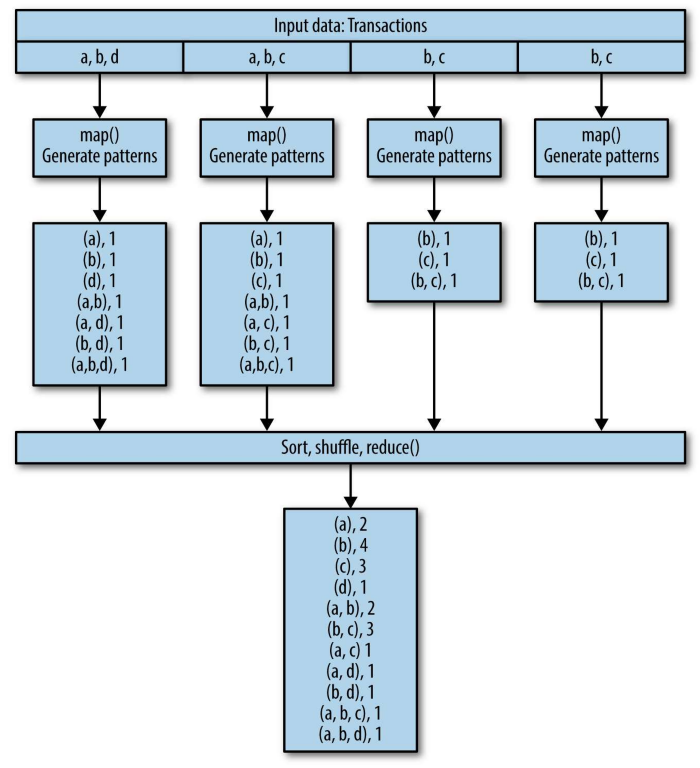 Input data: Transactions
a, b, d
a, b, c
b, c
b, c
map()
Generate patterns
map()
Generate patterns
map()
Generate patterns
map()
Generate patterns
(a), 1
(b), 1
(d), 1
(a,b), 1
(a, d), 1
(b, d), 1
(a,b,d), 1
(a), 1
(b), 1
(c), 1
(a,b), 1
(a, c), 1
(b, c), 1
(a,b,c), 1
(b), 1
(c), 1
(b, c), 1
(b), 1
(c), 1
(b, c), 1
Sort, shuffle, reduce()
(a), 2
(b), 4
(c), 3
(d), 1
(a, b), 2
(b, c), 3
(a, c) 1
(a, d), 1
(b, d), 1
(a, b, c), 1
(a, b, d), 1